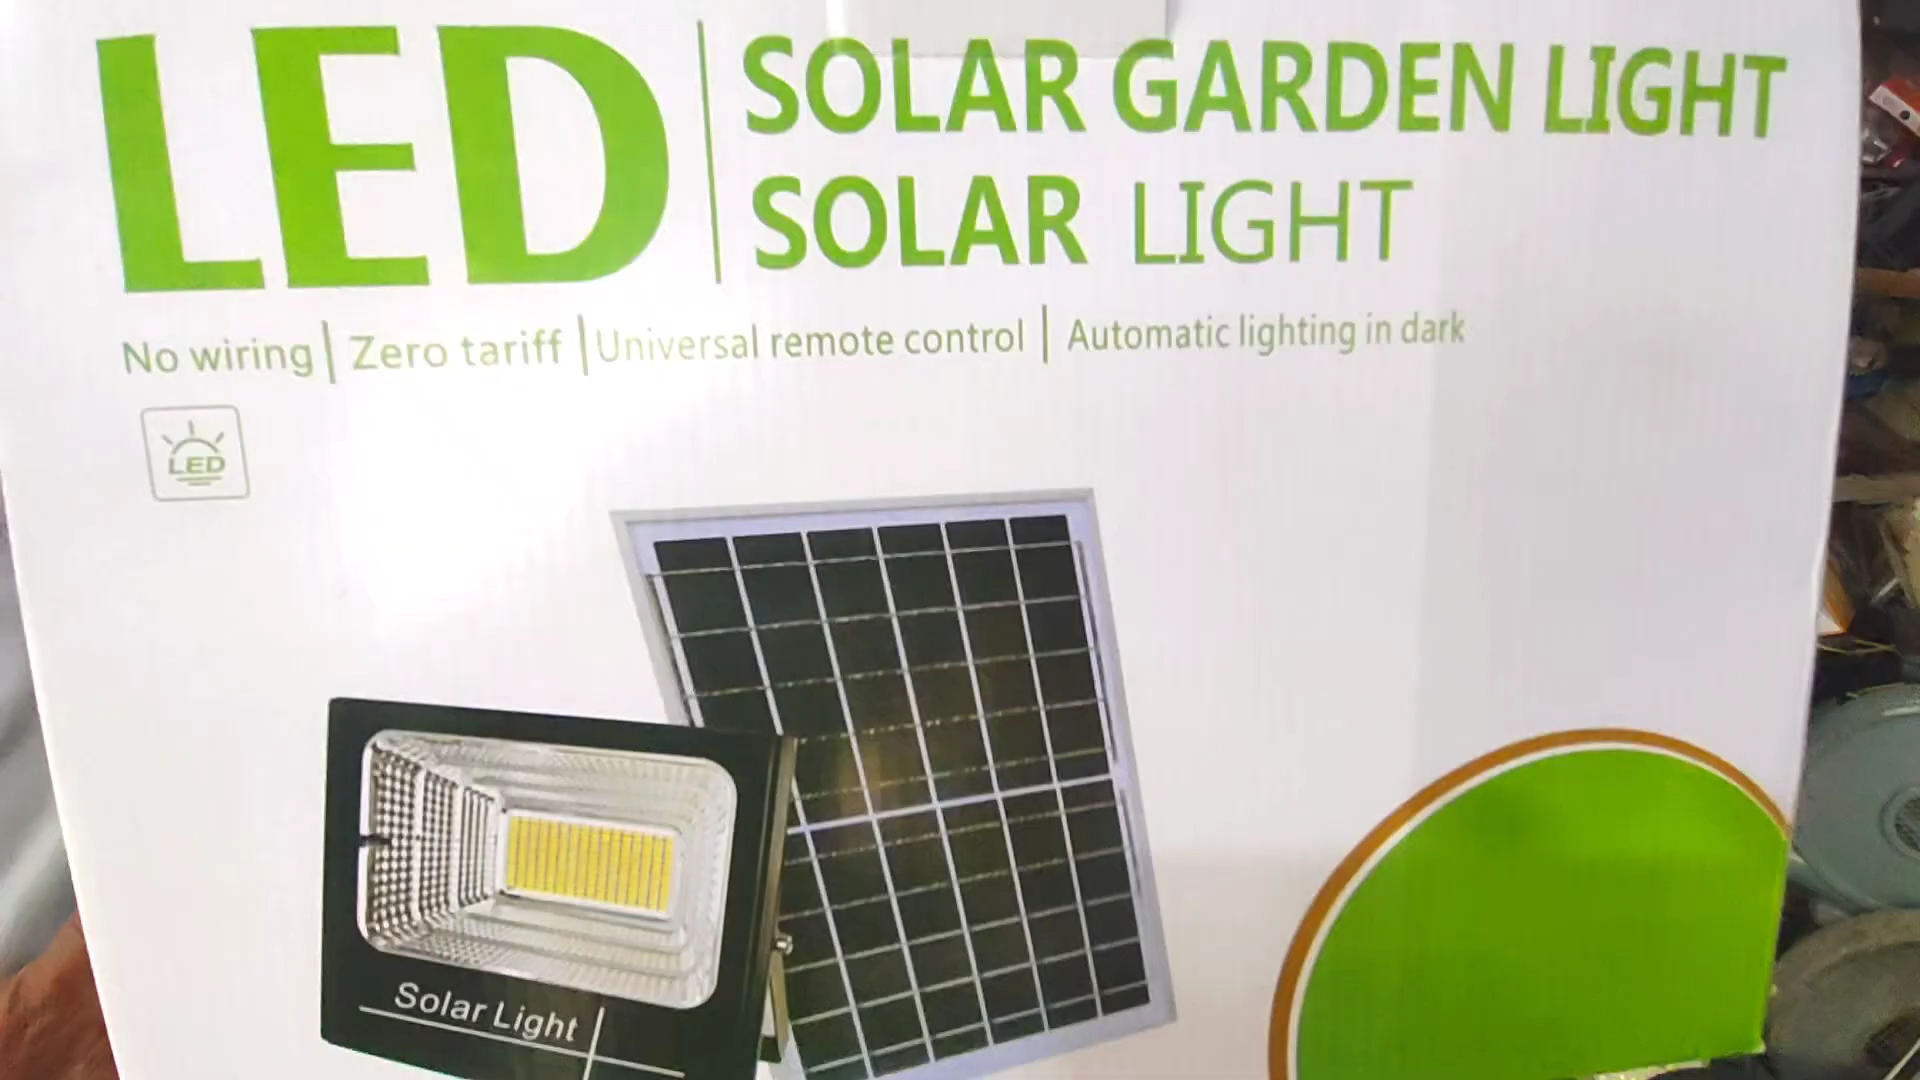 LED
SOLAR GARDEN LIGHT
SOLAR LIGHT
No wiring | Zero tariff | Universal remote control | Automatic lighting in dark
LED
Solar Light